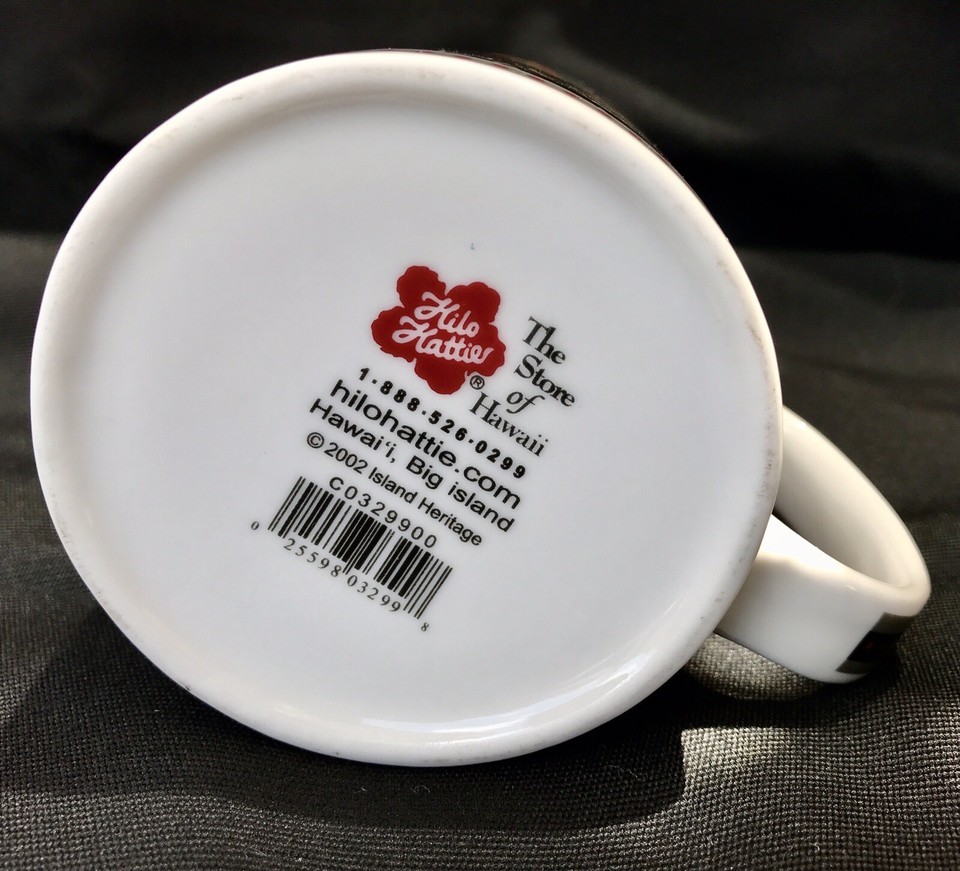 Hilo
Hattie®
The
Store
of
Hawaii
1·888·526·0299
hilohattie.com
Hawai‘i, Big island
© 2002 Island Heritage
C0329900
0 25598 03299 8